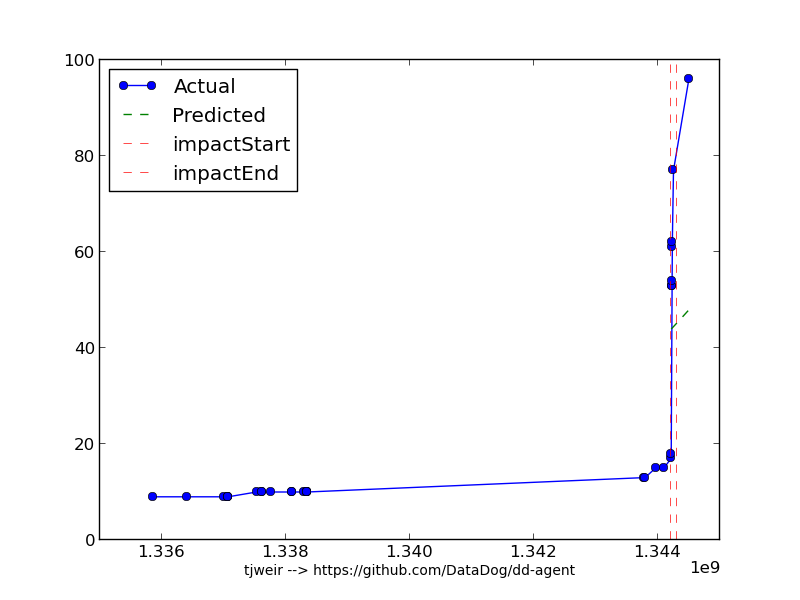 100
80
60
40
20
0
Actual
Predicted
impactStart
impactEnd
1.336 1.338 1.340 1.342 1.344
1e9
tjweir --> https://github.com/DataDog/dd-agent